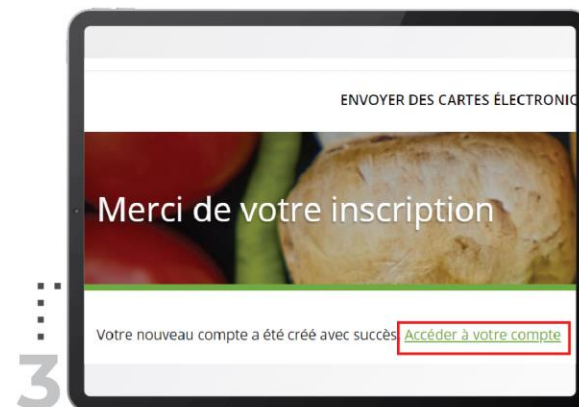 ENVOYER DES CARTES ÉLECTRONIC
Merci de votre inscription
Votre nouveau compte a été créé avec succès. Accéder à votre compte
3